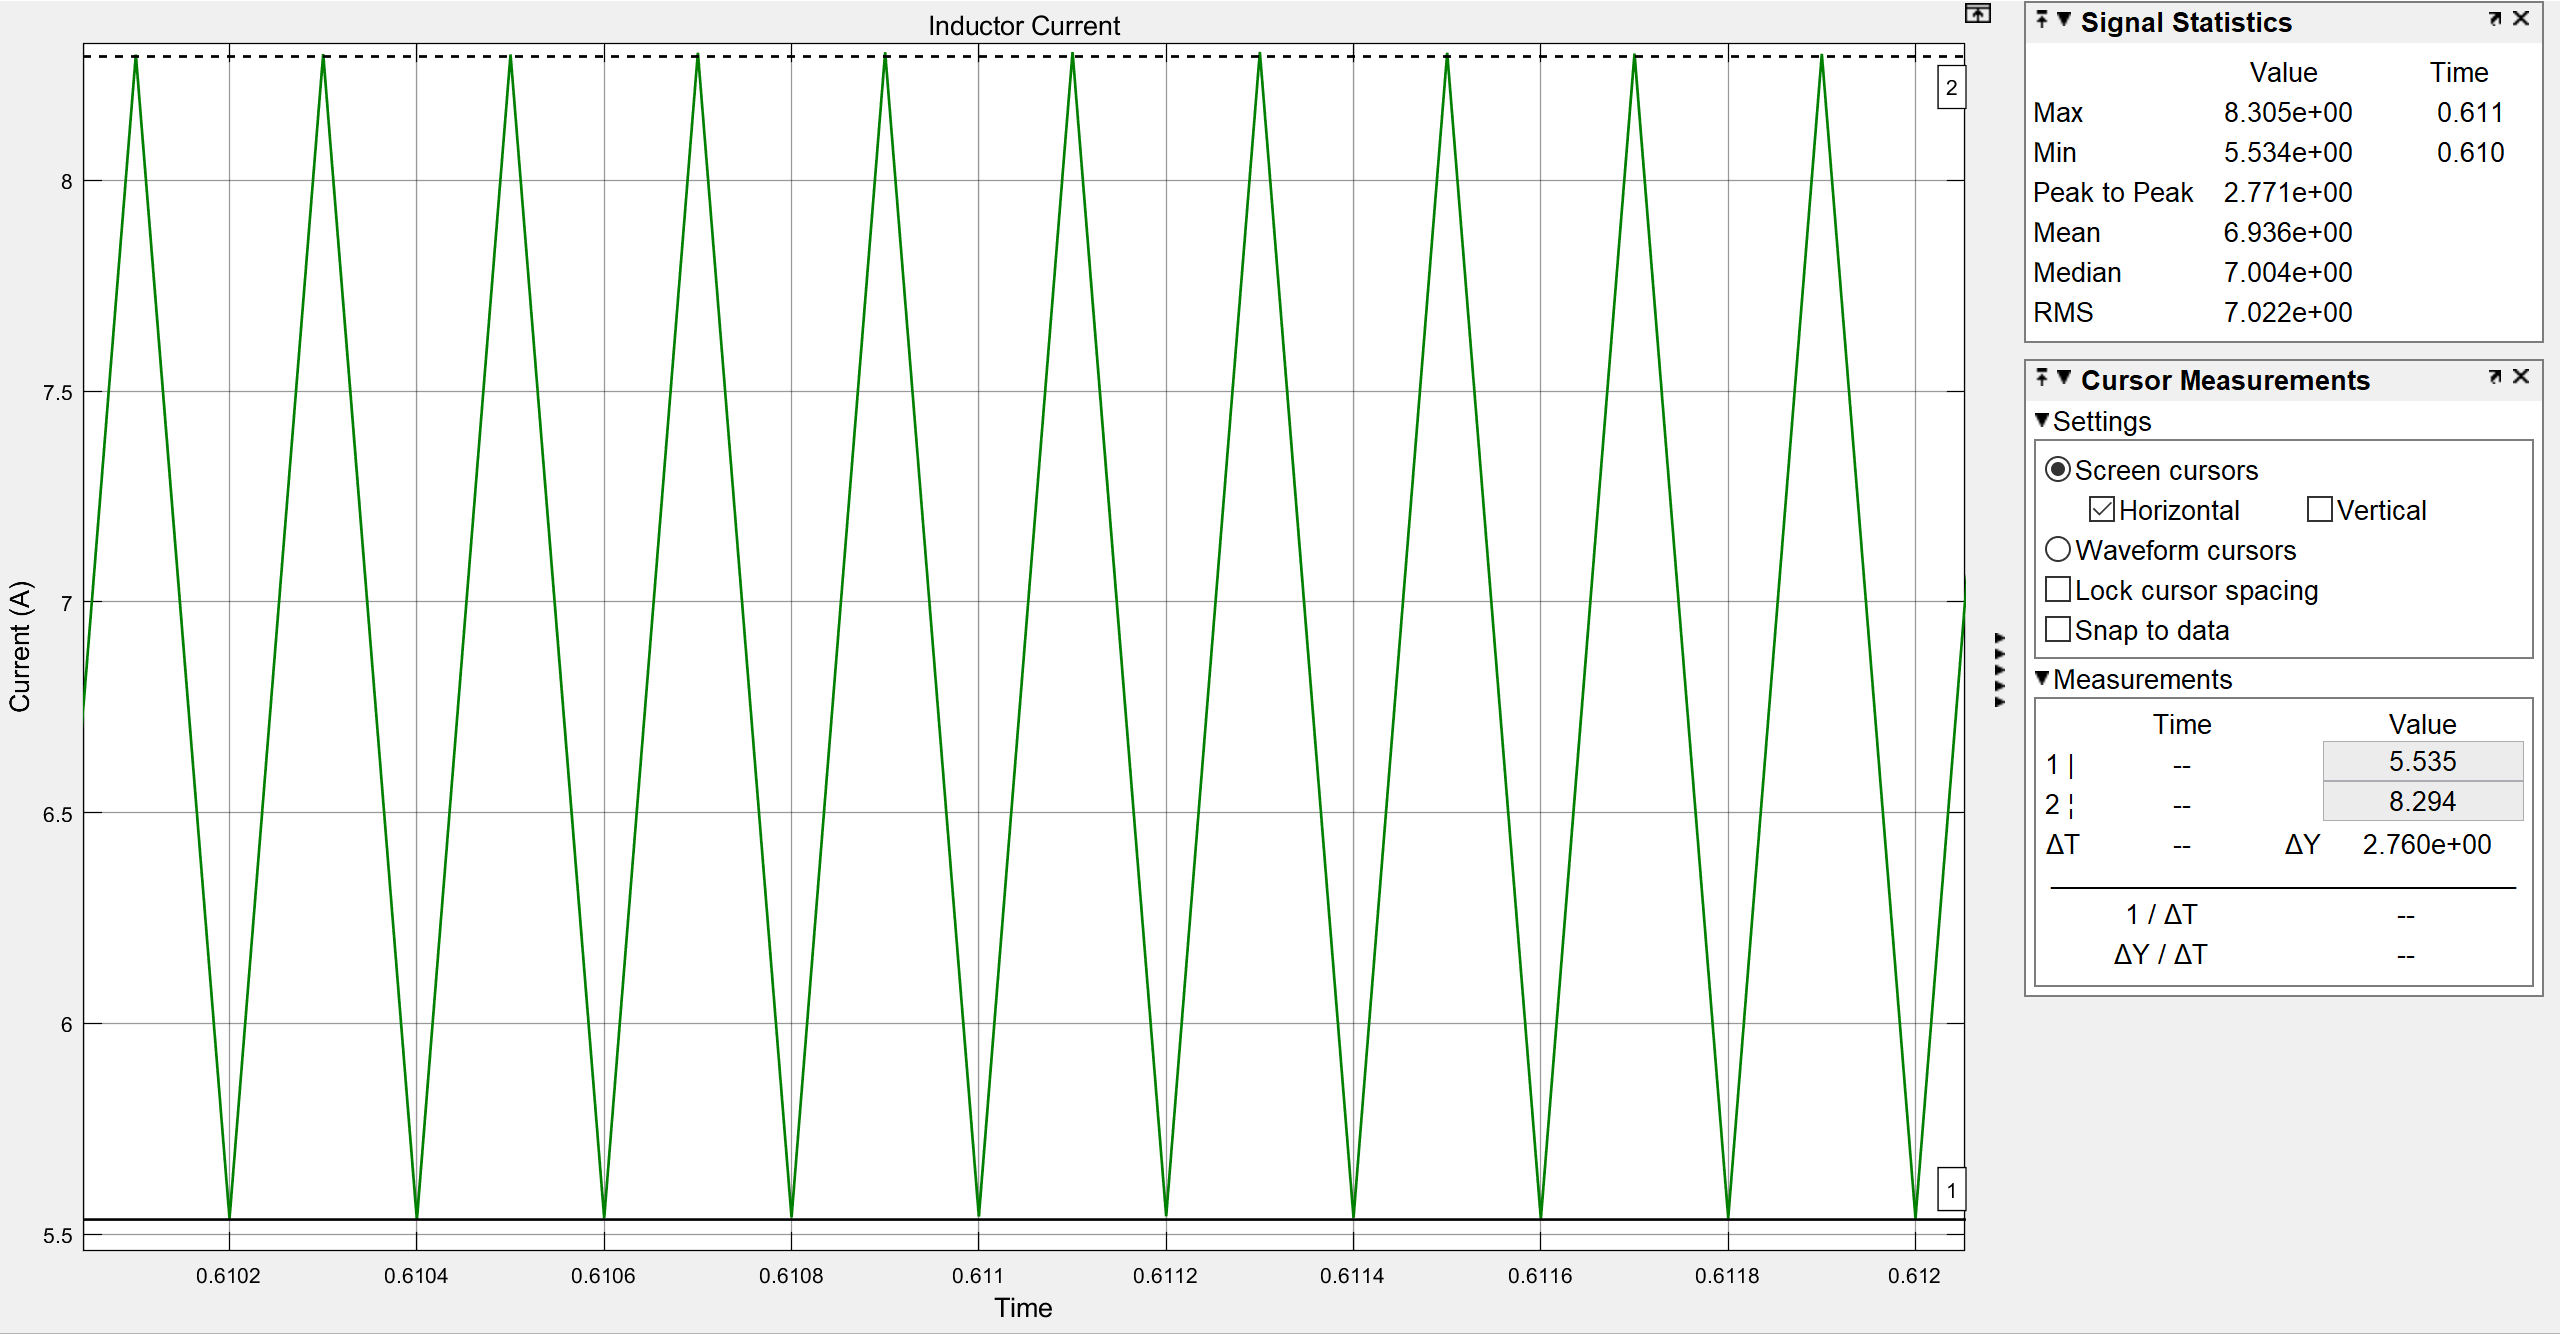 Inductor Current
2
8
7.5
7
6.5
6
5.5
1
Current (A)
0.6102 0.6104 0.6106 0.6108 0.611 0.6112 0.6114 0.6116 0.6118 0.612
Time
Signal Statistics
Value Time
Max 8.305e+00 0.611
Min 5.534e+00 0.610
Peak to Peak 2.771e+00
Mean 6.936e+00
Median 7.004e+00
RMS 7.022e+00
Cursor Measurements
Settings
Screen cursors
Horizontal Vertical
Waveform cursors
Lock cursor spacing
Snap to data
Measurements
Time Value
1 | -- 5.535
2 ¦ -- 8.294
ΔT -- ΔY 2.760e+00
1 / ΔT --
ΔY / ΔT --